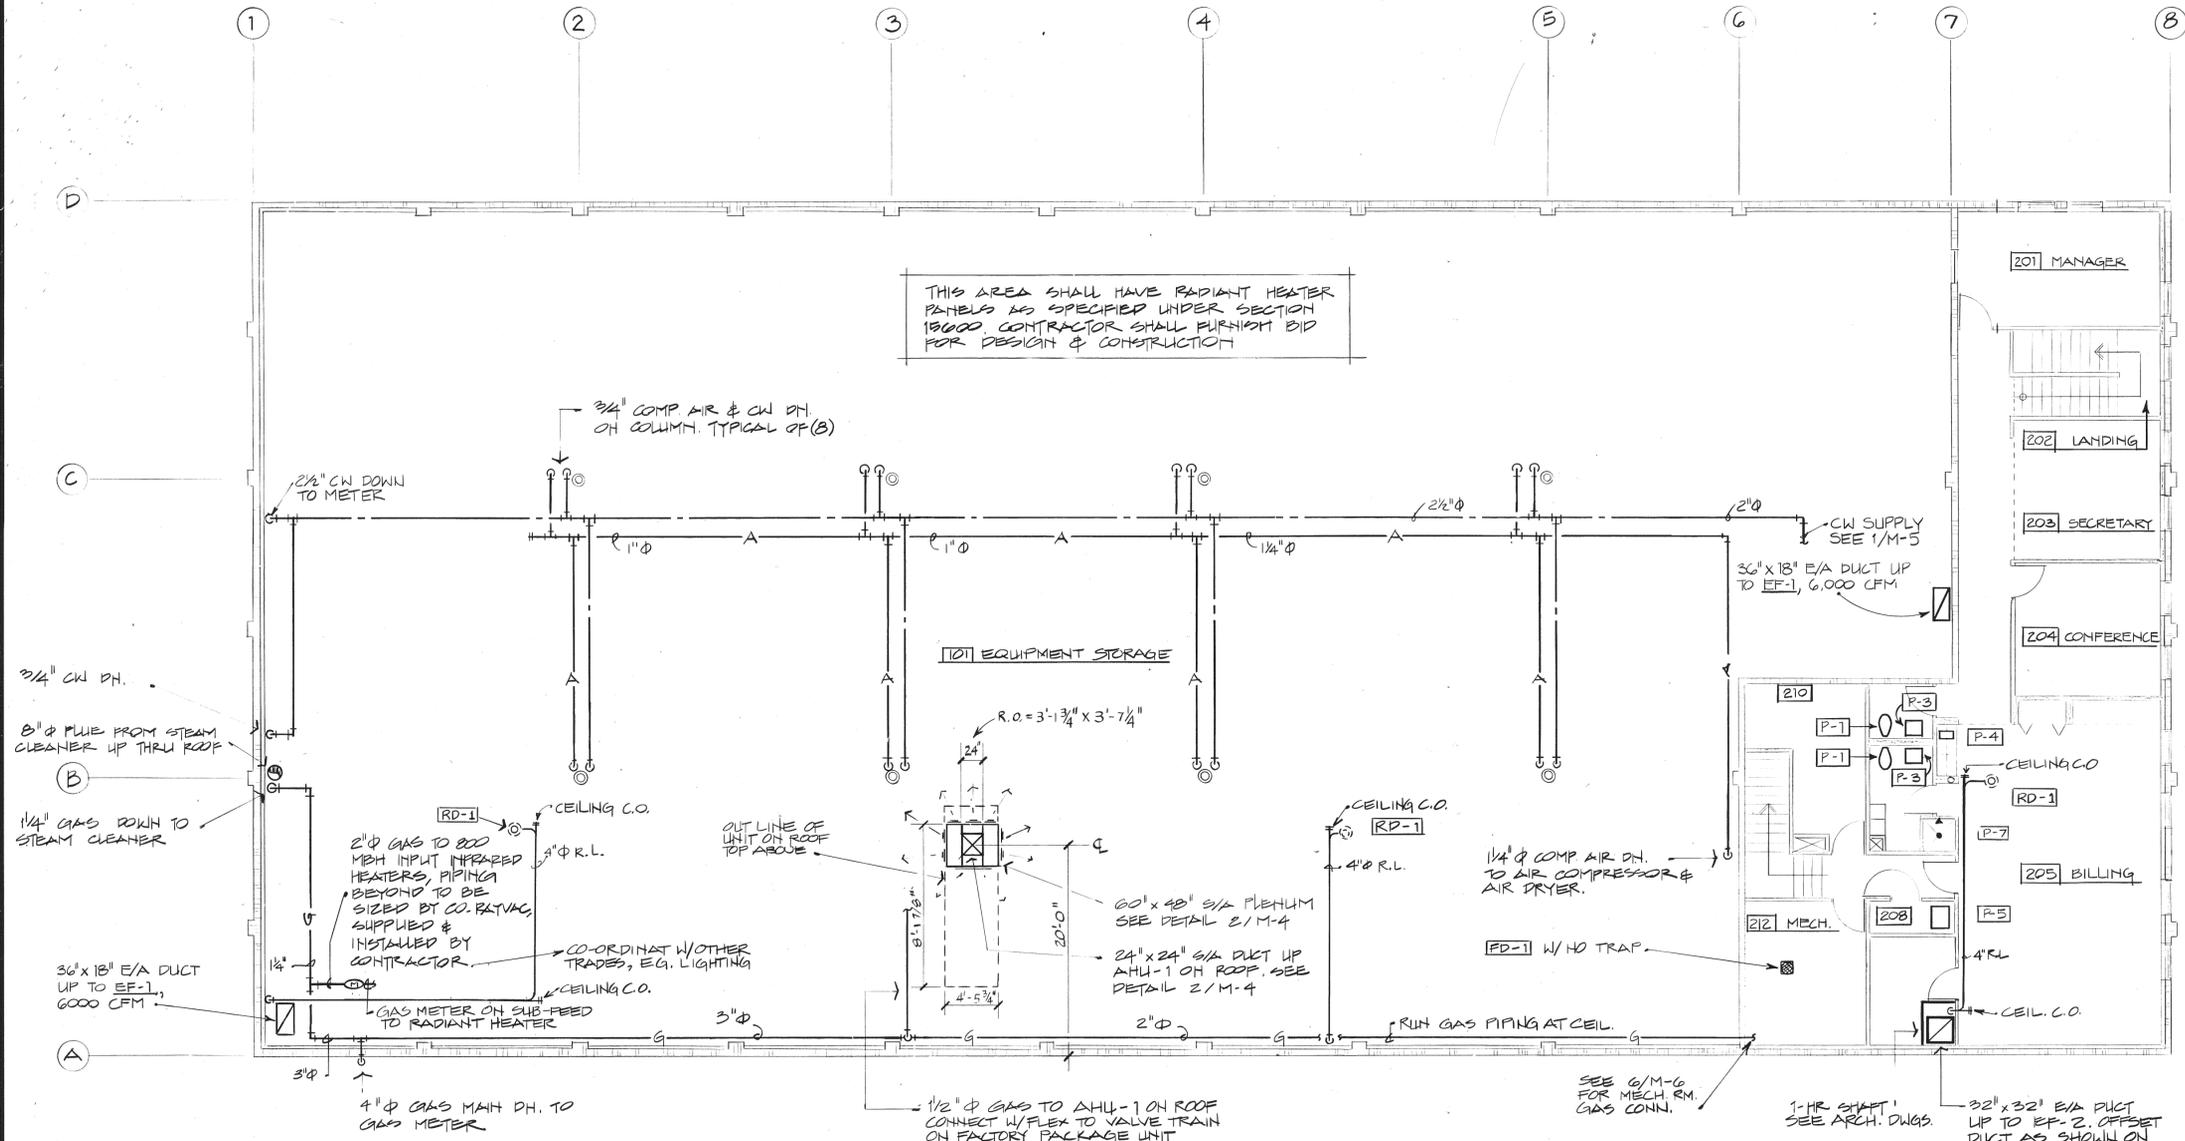 1 2 3 4 5 6 7 8
D
THIS AREA SHALL HAVE RADIANT HEATER
PANELS AS SPECIFIED UNDER SECTION
15600. CONTRACTOR SHALL FURNISH BID
FOR DESIGN & CONSTRUCTION
201 MANAGER
3/4" COMP. AIR & CW DN.
ON COLUMN. TYPICAL OF (8)
202 LANDING
C
2½" CW DOWN
TO METER
2½"Φ
2"Φ
CW SUPPLY
SEE 1/M-5
203 SECRETARY
1"Φ
A
1"Φ
A
1¼"Φ
A
36"x18" E/A DUCT UP
TO EF-1, 6,000 CFM
204 CONFERENCE
101 EQUIPMENT STORAGE
A
A
A
A
A
3/4" CW DN.
8"Φ FLUE FROM STEAM
CLEANER UP THRU ROOF
B
1¼" GAS DOWN TO
STEAM CLEANER
R.O. = 3'-1¾" X 3'-7¼"
24"
210
P-3
P-1
P-4
P-1
P-3
CEILING C.O
RD-1
P-7
205 BILLING
P-5
RD-1
CEILING C.O.
4"Φ R.L.
2"Φ GAS TO 800
MBH INPUT INFRARED
HEATERS, PIPING
BEYOND TO BE
SIZED BY CO-RAYVAC,
SUPPLIED &
INSTALLED BY
CONTRACTOR.
OUT LINE OF
UNIT ON ROOF
TOP ABOVE
℄
CEILING C.O.
RD-1
4"Φ R.L.
1¼"Φ COMP. AIR DN.
TO AIR COMPRESSOR &
AIR DRYER.
60"x48" S/A PLENUM
SEE DETAIL 2/M-4
8'-1 7/8"
20'-0"
24"x24" S/A DUCT UP
AHU-1 ON ROOF. SEE
DETAIL 2/M-4
4'-5¾"
212 MECH.
208
FD-1 W/NO TRAP
4"R.L
G
1¼"
CO-ORDINAT W/OTHER
TRADES, E.G. LIGHTING
CEILING C.O.
M
GAS METER ON SUB-FEED
TO RADIANT HEATER
36"x18" E/A DUCT
UP TO EF-1,
6000 CFM
A
3"Φ
G
3"Φ
G
2"Φ
G
RUN GAS PIPING AT CEIL.
G
CEIL. C.O.
4"Φ GAS MAIN DN. TO
GAS METER
1½"Φ GAS TO AHU-1 ON ROOF
CONNECT W/FLEX TO VALVE TRAIN
ON FACTORY PACKAGE UNIT
SEE 6/M-6
FOR MECH. RM.
GAS CONN.
1-HR SHAFT
SEE ARCH. DWGS.
32"x32" E/A DUCT
UP TO EF-2. OFFSET
DUCT AS SHOWN ON